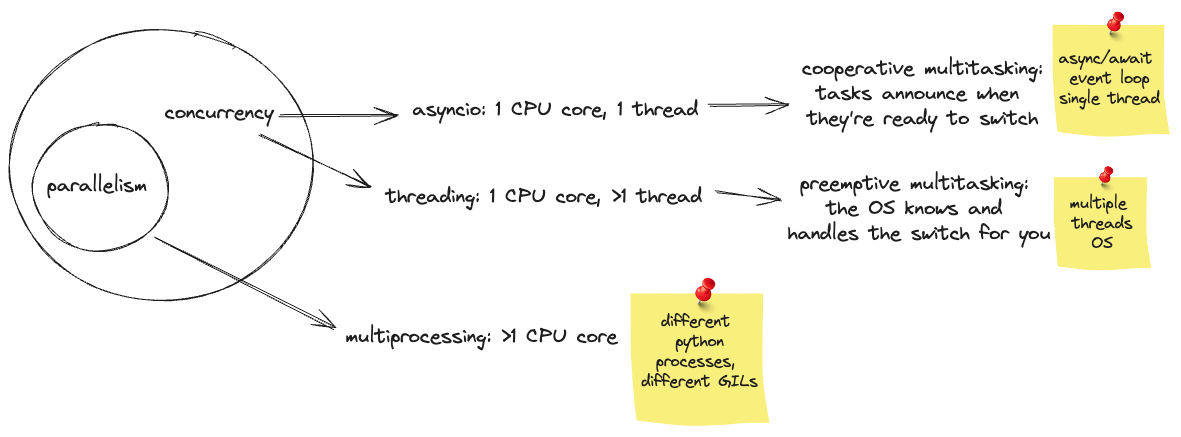 concurrency
parallelism
asyncio: 1 CPU core, 1 thread
cooperative multitasking:
tasks announce when
they're ready to switch
async/await
event loop
single thread
threading: 1 CPU core, >1 thread
preemptive multitasking:
the OS knows and
handles the switch for you
multiple
threads
OS
multiprocessing: >1 CPU core
different
python
processes,
different GILs